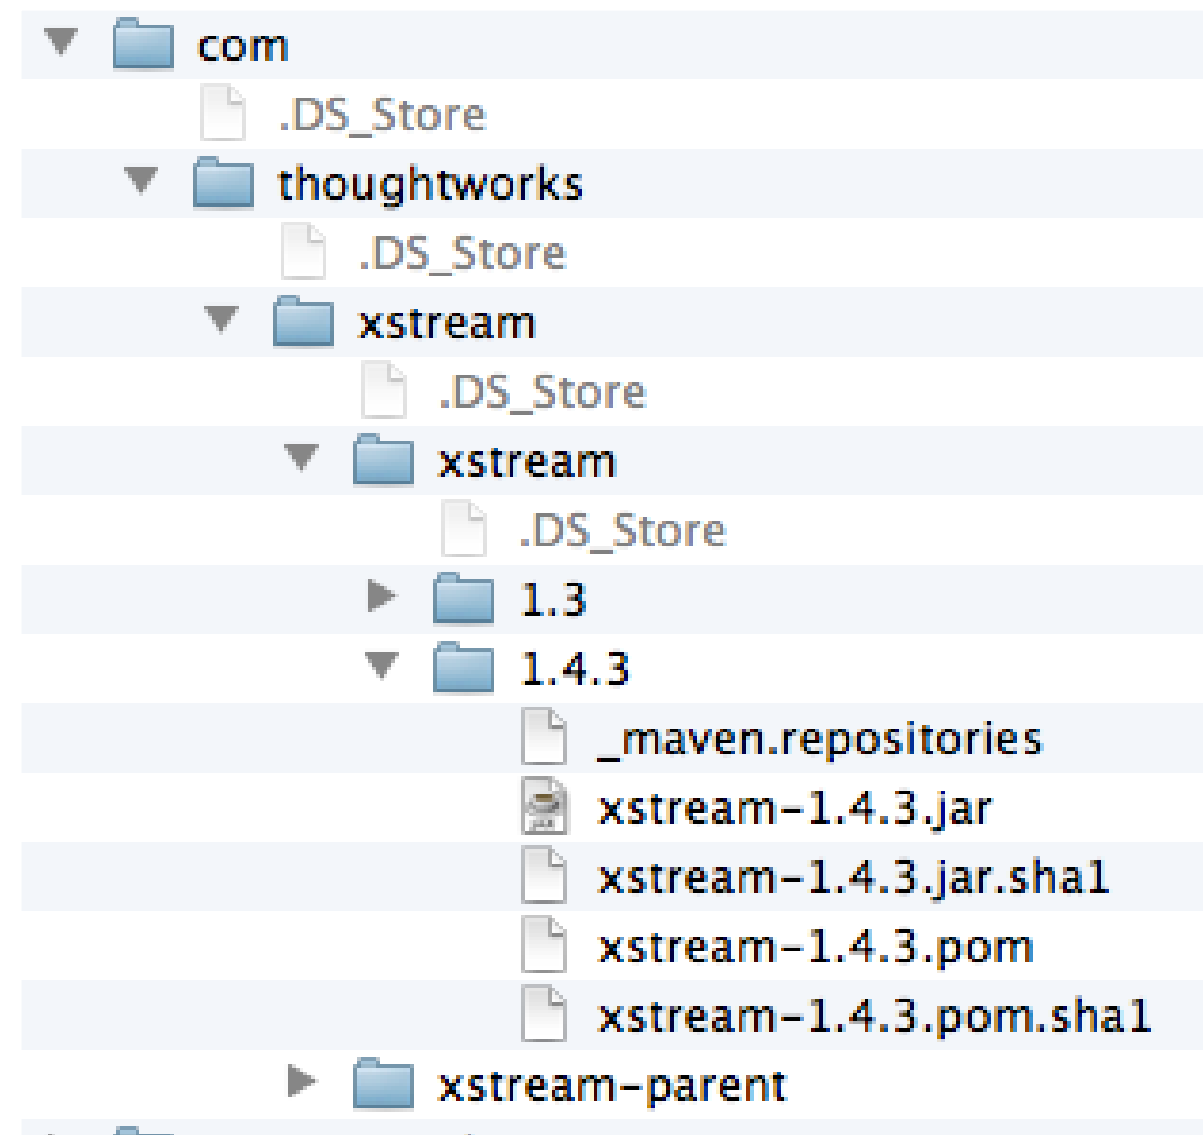 com
.DS_Store
thoughtworks
.DS_Store
xstream
.DS_Store
xstream
.DS_Store
1.3
1.4.3
_maven.repositories
xstream-1.4.3.jar
xstream-1.4.3.jar.sha1
xstream-1.4.3.pom
xstream-1.4.3.pom.sha1
xstream-parent